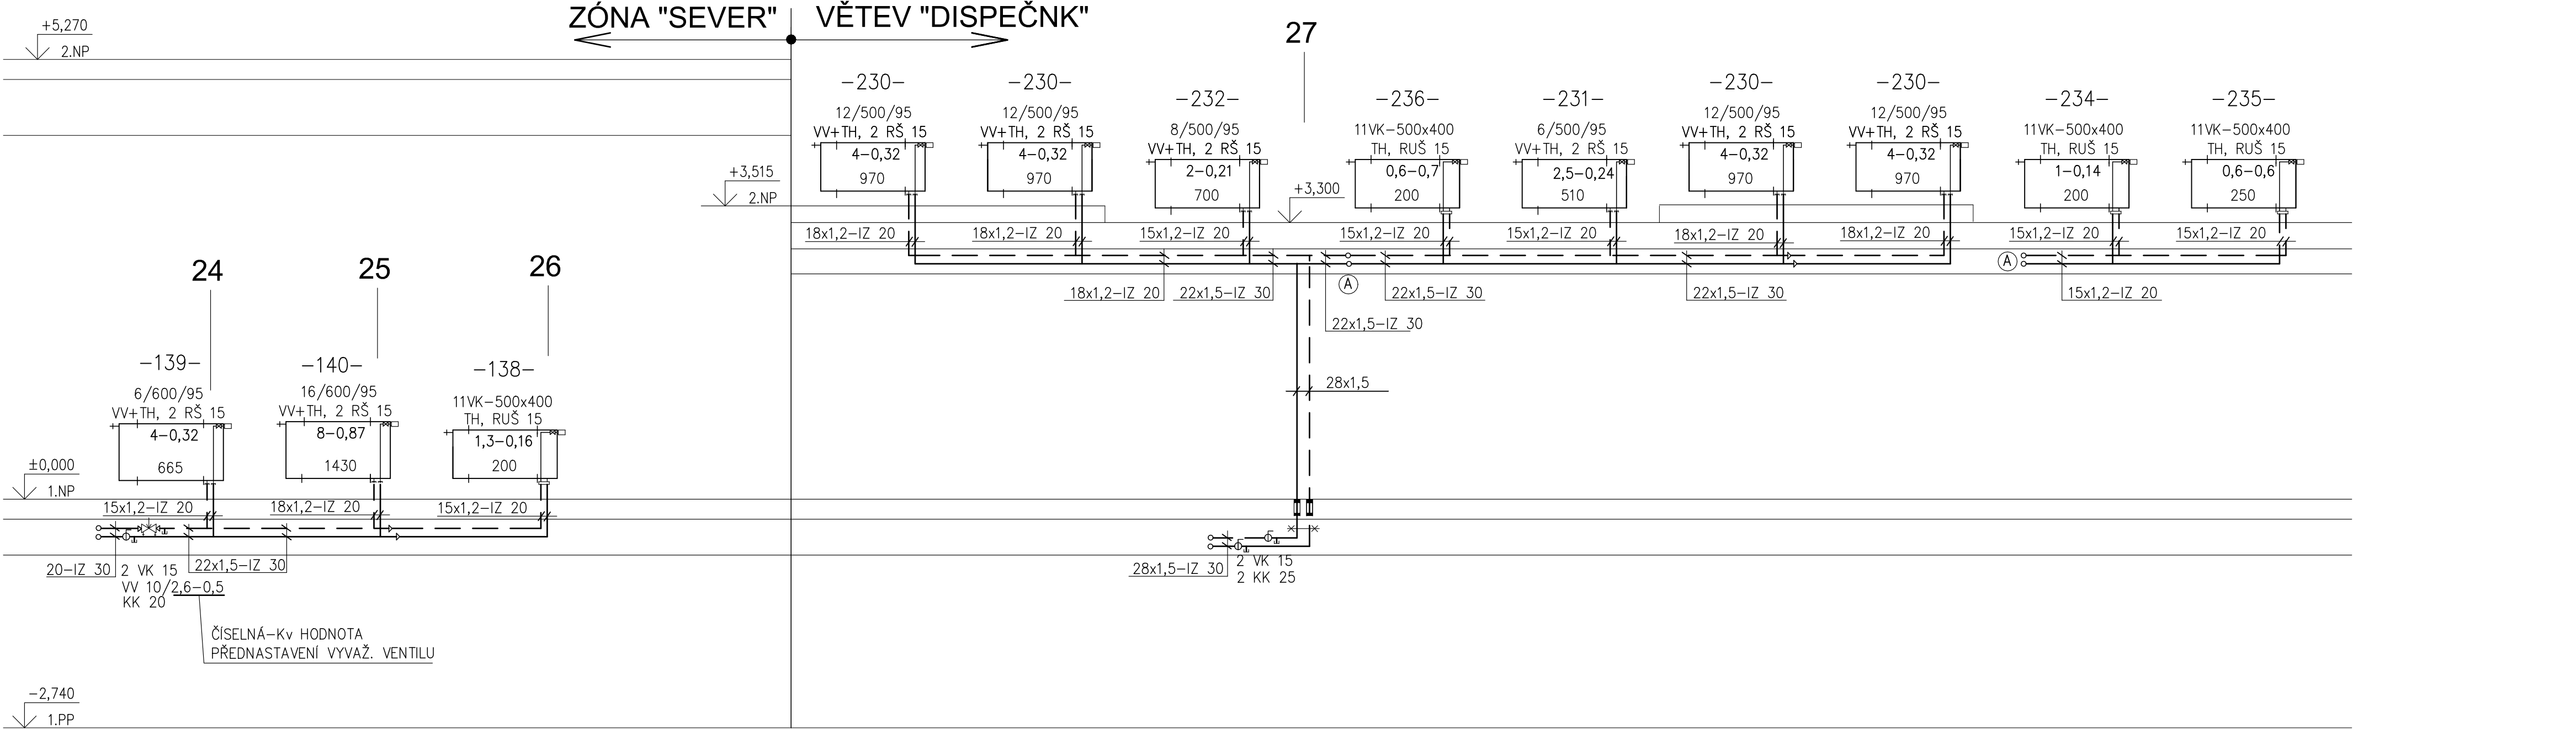 ZÓNA "SEVER"
VĚTEV "DISPEČNK"
+5,270
2.NP
27
-230-
12/500/95
VV+TH, 2 RŠ 15
4-0,32
970
18x1,2-IZ 20
-230-
12/500/95
VV+TH, 2 RŠ 15
4-0,32
970
18x1,2-IZ 20
-232-
8/500/95
VV+TH, 2 RŠ 15
2-0,21
700
15x1,2-IZ 20
-236-
11VK-500x400
TH, RUŠ 15
0,6-0,7
200
15x1,2-IZ 20
-231-
6/500/95
VV+TH, 2 RŠ 15
2,5-0,24
510
15x1,2-IZ 20
-230-
12/500/95
VV+TH, 2 RŠ 15
4-0,32
970
18x1,2-IZ 20
-230-
12/500/95
VV+TH, 2 RŠ 15
4-0,32
970
18x1,2-IZ 20
-234-
11VK-500x400
TH, RUŠ 15
1-0,14
200
15x1,2-IZ 20
-235-
11VK-500x400
TH, RUŠ 15
0,6-0,6
250
15x1,2-IZ 20
+3,515
2.NP
+3,300
A
A
18x1,2-IZ 20
22x1,5-IZ 30
22x1,5-IZ 30
22x1,5-IZ 30
22x1,5-IZ 30
15x1,2-IZ 20
28x1,5
24
25
26
-139-
6/600/95
VV+TH, 2 RŠ 15
4-0,32
665
15x1,2-IZ 20
-140-
16/600/95
VV+TH, 2 RŠ 15
8-0,87
1430
18x1,2-IZ 20
-138-
11VK-500x400
TH, RUŠ 15
1,3-0,16
200
15x1,2-IZ 20
±0,000
1.NP
20-IZ 30
2 VK 15
VV 10/2,6-0,5
KK 20
22x1,5-IZ 30
28x1,5-IZ 30
2 VK 15
2 KK 25
ČÍSELNÁ-Kv HODNOTA
PŘEDNASTAVENÍ VYVAŽ. VENTILU
-2,740
1.PP